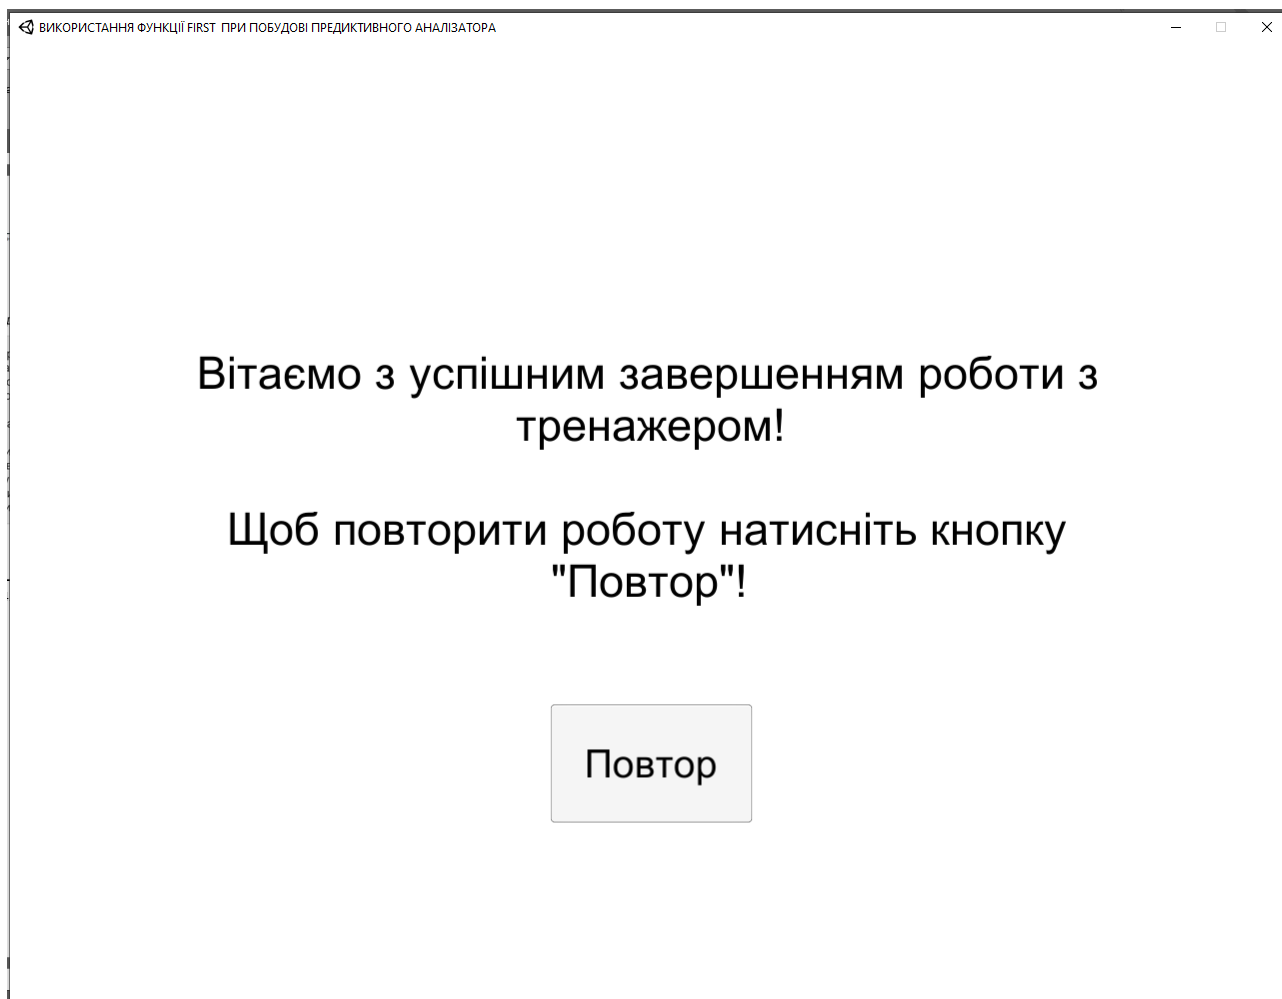 ВИКОРИСТАННЯ ФУНКЦІЇ FIRST  ПРИ ПОБУДОВІ ПРЕДИКТИВНОГО АНАЛІЗАТОРА
Вітаємо з успішним завершенням роботи з
тренажером!
Щоб повторити роботу натисніть кнопку
"Повтор"!
Повтор